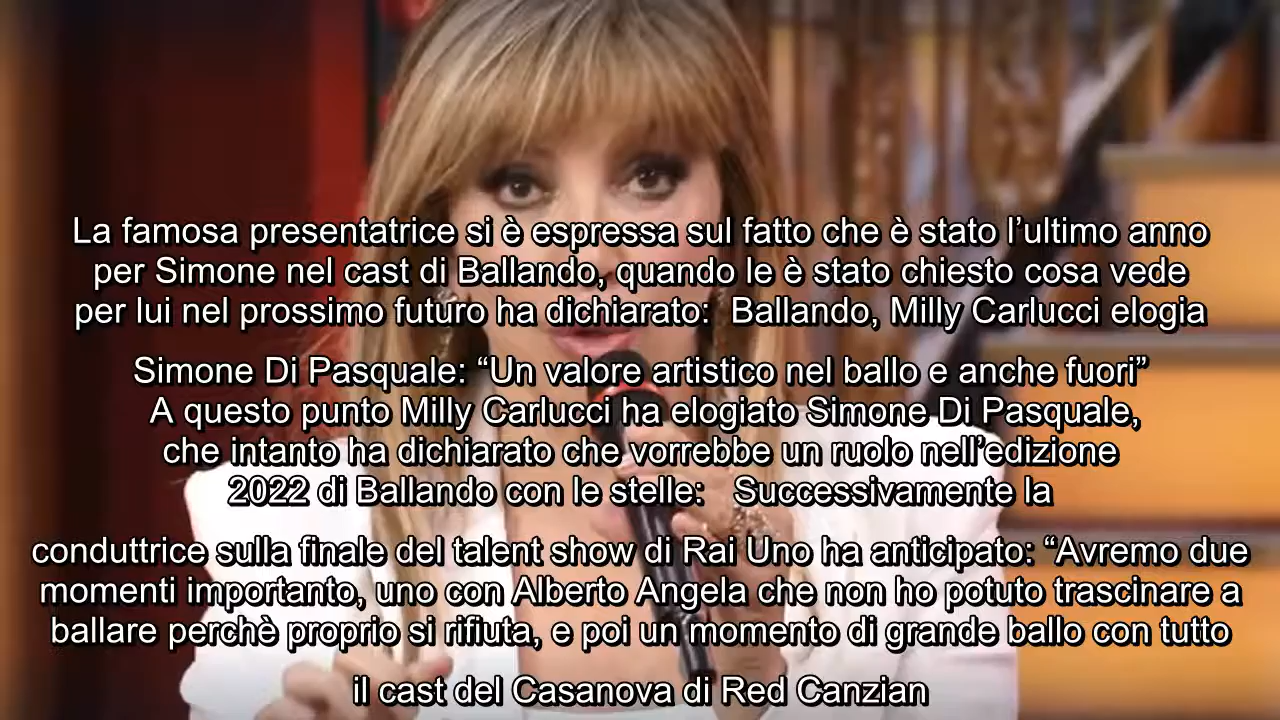 La famosa presentatrice si è espressa sul fatto che è stato l’ultimo anno
per Simone nel cast di Ballando, quando le è stato chiesto cosa vede
per lui nel prossimo futuro ha dichiarato:  Ballando, Milly Carlucci elogia
Simone Di Pasquale: “Un valore artistico nel ballo e anche fuori”
A questo punto Milly Carlucci ha elogiato Simone Di Pasquale,
che intanto ha dichiarato che vorrebbe un ruolo nell’edizione
2022 di Ballando con le stelle:   Successivamente la
conduttrice sulla finale del talent show di Rai Uno ha anticipato: “Avremo due
momenti importanto, uno con Alberto Angela che non ho potuto trascinare a
ballare perchè proprio si rifiuta, e poi un momento di grande ballo con tutto
il cast del Casanova di Red Canzian